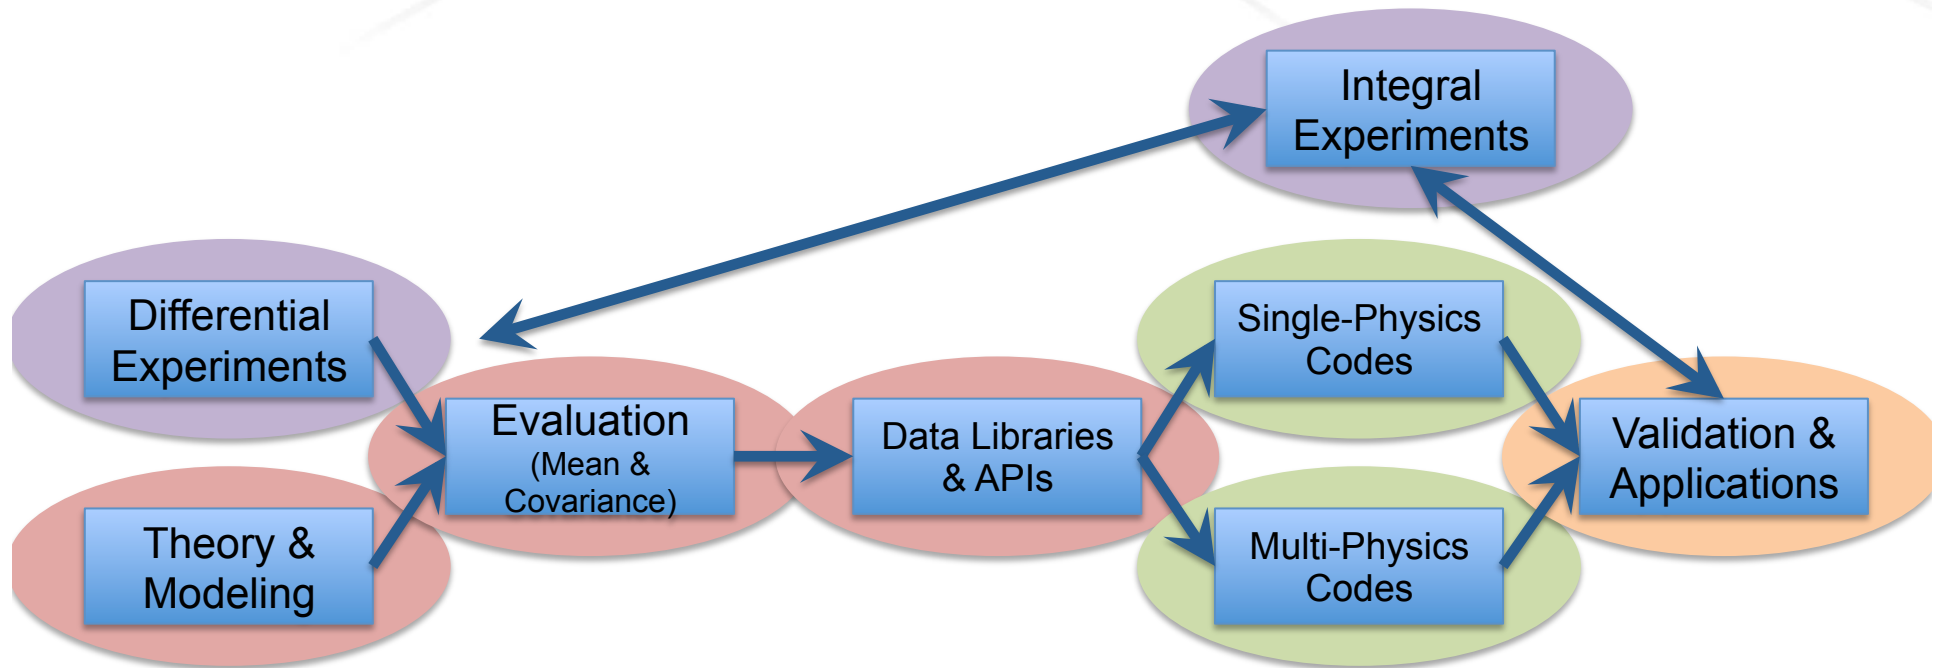 Integral
Experiments
Differential
Experiments
Single-Physics
Codes
Evaluation
(Mean &
Covariance)
Data Libraries
& APIs
Validation &
Applications
Theory &
Modeling
Multi-Physics
Codes